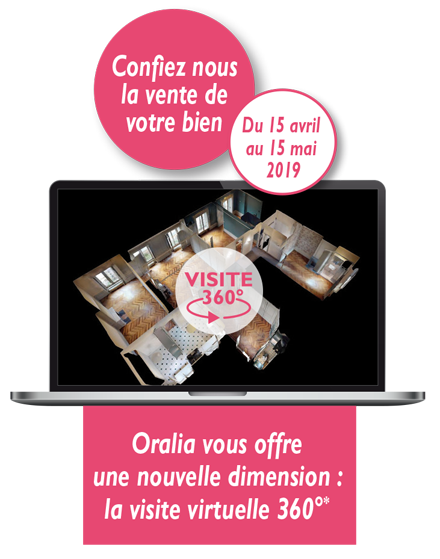 Confiez nous
la vente de
votre bien
Du 15 avril
au 15 mai
2019
VISITE
360°
Oralia vous offre
une nouvelle dimension :
la visite virtuelle 360°*